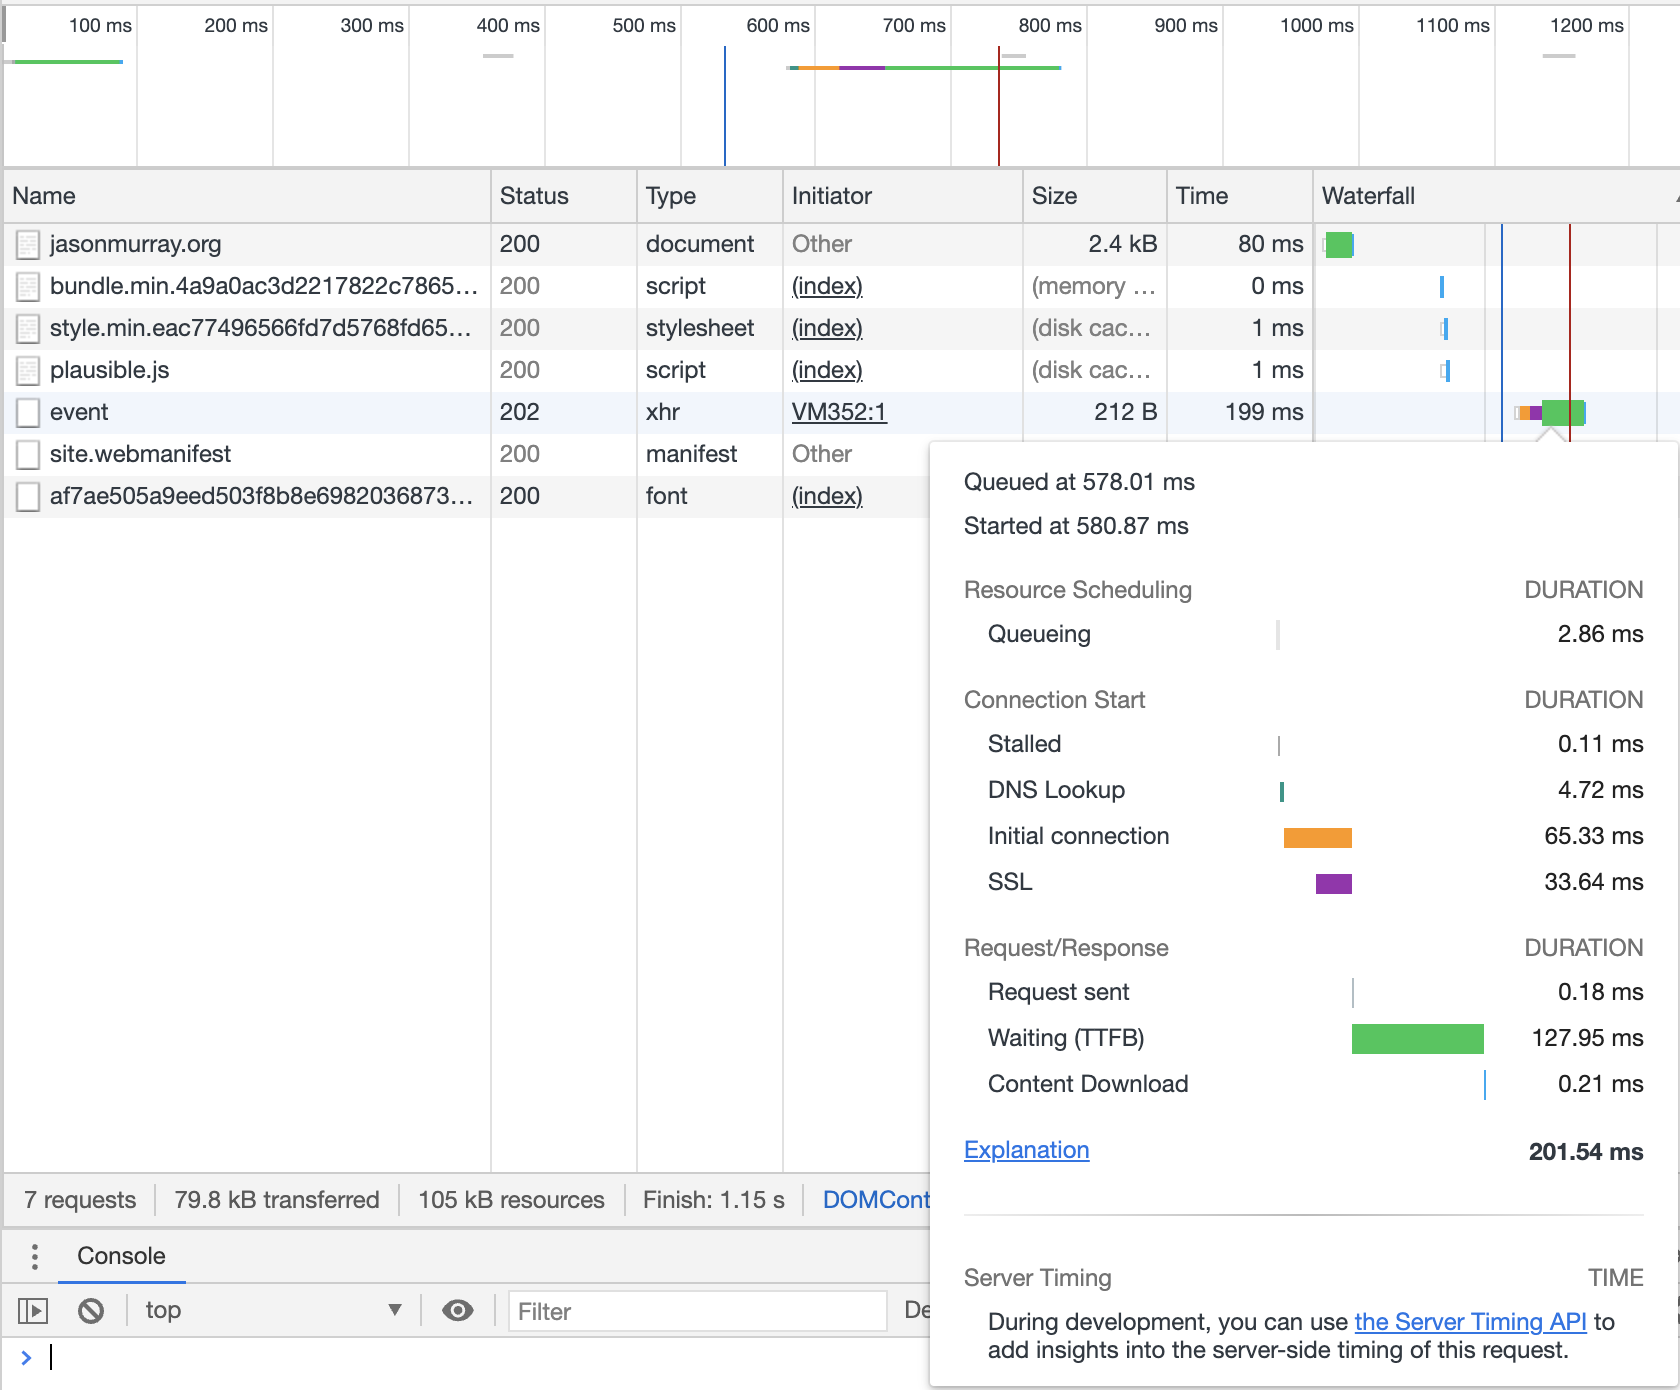 100 ms 200 ms 300 ms 400 ms 500 ms 600 ms 700 ms 800 ms 900 ms 1000 ms 1100 ms 1200 ms
Name Status Type Initiator Size Time Waterfall
jasonmurray.org 200 document Other 2.4 kB 80 ms
bundle.min.4a9a0ac3d2217822c7865... 200 script (index) (memory ... 0 ms
style.min.eac77496566fd7d5768fd65... 200 stylesheet (index) (disk cac... 1 ms
plausible.js 200 script (index) (disk cac... 1 ms
event 202 xhr VM352:1 212 B 199 ms
site.webmanifest 200 manifest Other
af7ae505a9eed503f8b8e6982036873... 200 font (index)
Queued at 578.01 ms
Started at 580.87 ms
Resource Scheduling DURATION
Queueing 2.86 ms
Connection Start DURATION
Stalled 0.11 ms
DNS Lookup 4.72 ms
Initial connection 65.33 ms
SSL 33.64 ms
Request/Response DURATION
Request sent 0.18 ms
Waiting (TTFB) 127.95 ms
Content Download 0.21 ms
Explanation 201.54 ms
Server Timing TIME
During development, you can use the Server Timing API to
add insights into the server-side timing of this request.
7 requests 79.8 kB transferred 105 kB resources Finish: 1.15 s DOMCont
Console
top Filter De